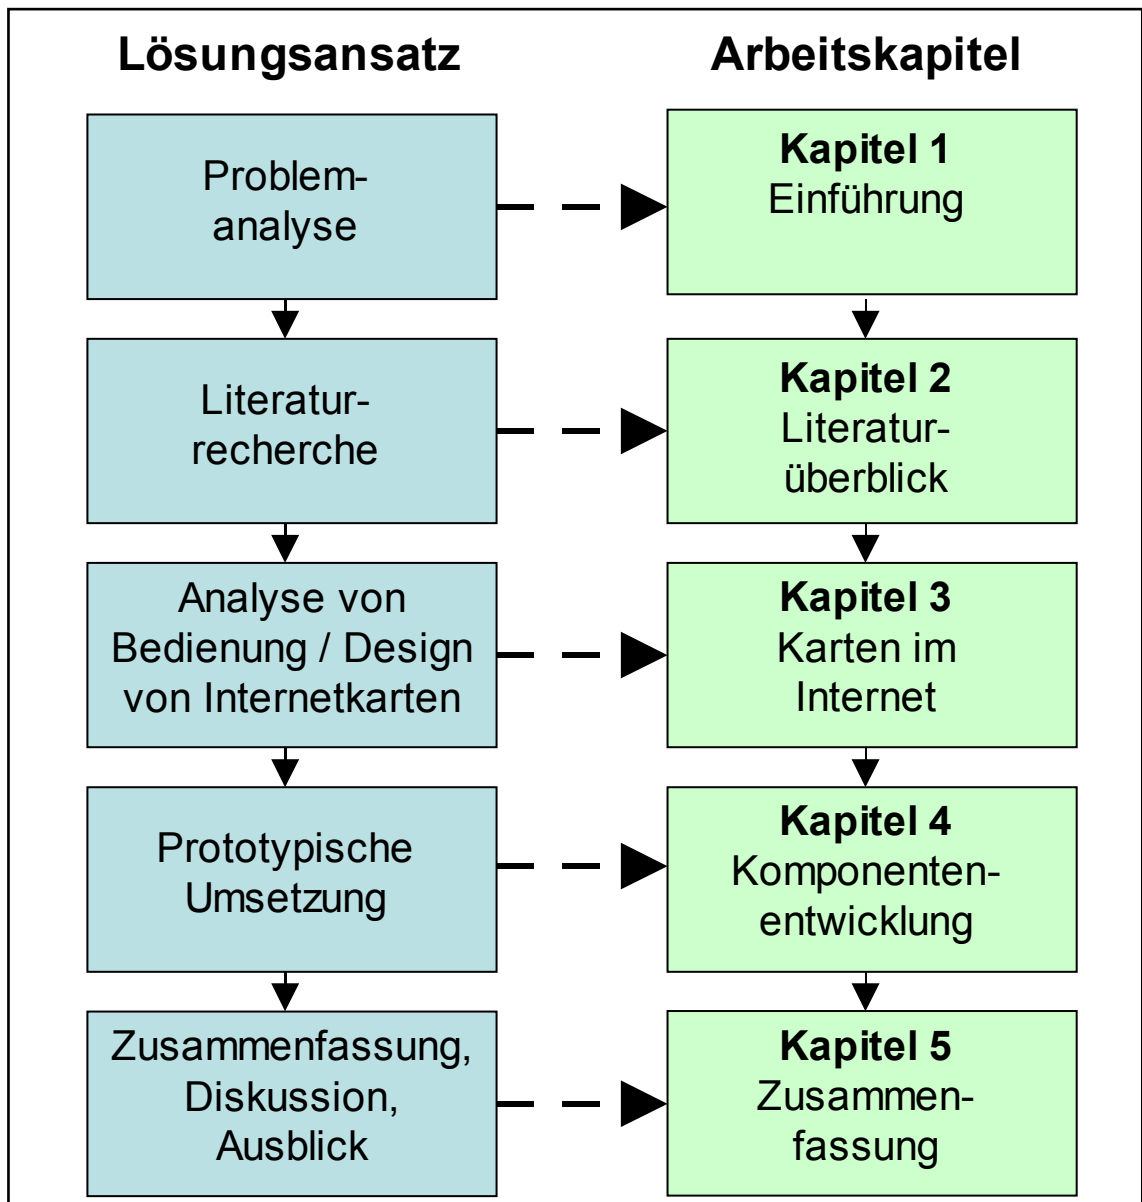 Lösungsansatz
Arbeitskapitel
Problem-
analyse
Kapitel 1
Einführung
Literatur-
recherche
Kapitel 2
Literatur-
überblick
Analyse von
Bedienung / Design
von Internetkarten
Kapitel 3
Karten im
Internet
Prototypische
Umsetzung
Kapitel 4
Komponenten-
entwicklung
Zusammenfassung,
Diskussion,
Ausblick
Kapitel 5
Zusammen-
fassung